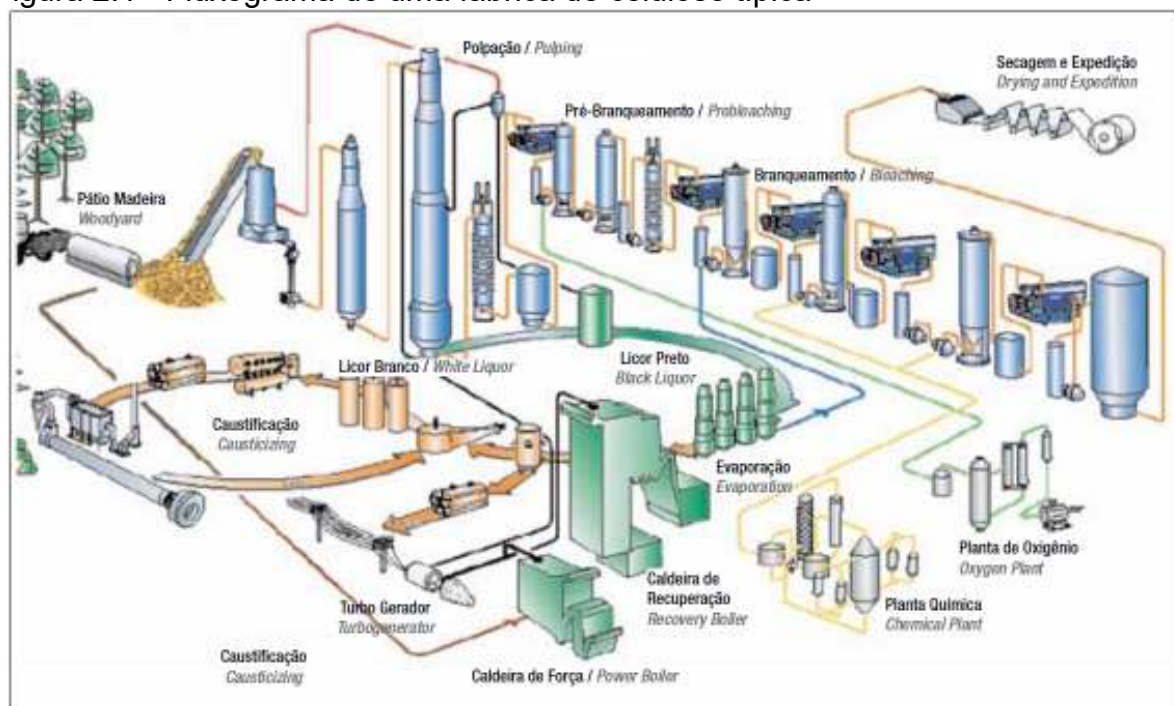 Figura 2.1 - Fluxograma de uma fábrica de celulose típica
Polpação / Pulping
Secagem e Expedição
Drying and Expedition
Pré-Branqueamento / Probleaching
Branqueamento / Bleaching
Pátio Madeira
Woodyard
Licor Branco / White Liquor
Licor Preto
Black Liquor
Caustificação
Causticizing
Evaporação
Evaporation
Planta de Oxigênio
Oxygen Plant
Caldeira de
Recuperação
Recovery Boiler
Planta Química
Chemical Plant
Turbo Gerador
Turbogenerator
Caustificação
Causticizing
Caldeira de Força / Power Boiler